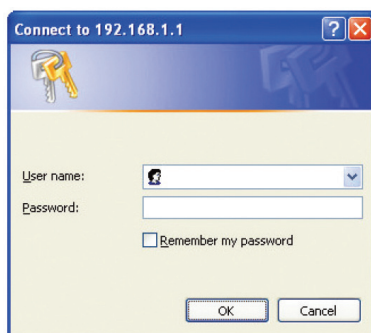 Connect to 192.168.1.1
User name:
Password:
Remember my password
OK
Cancel